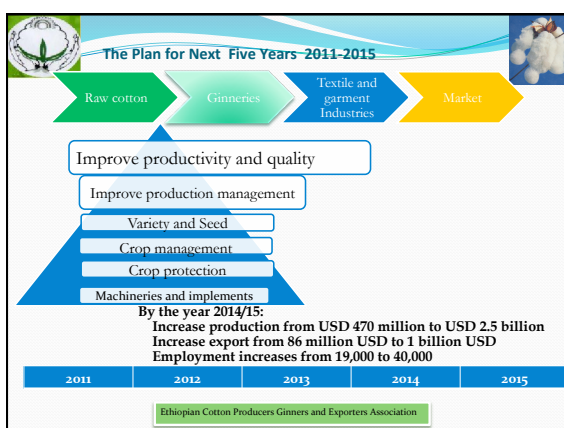 The Plan for Next Five Years 2011-2015
Raw cotton
Ginneries
Textile and
garment
Industries
Market
Improve productivity and quality
Improve production management
Variety and Seed
Crop management
Crop protection
Machineries and implements
By the year 2014/15:
Increase production from USD 470 million to USD 2.5 billion
Increase export from 86 million USD to 1 billion USD
Employment increases from 19,000 to 40,000
2011 2012 2013 2014 2015
Ethiopian Cotton Producers Ginners and Exporters Association